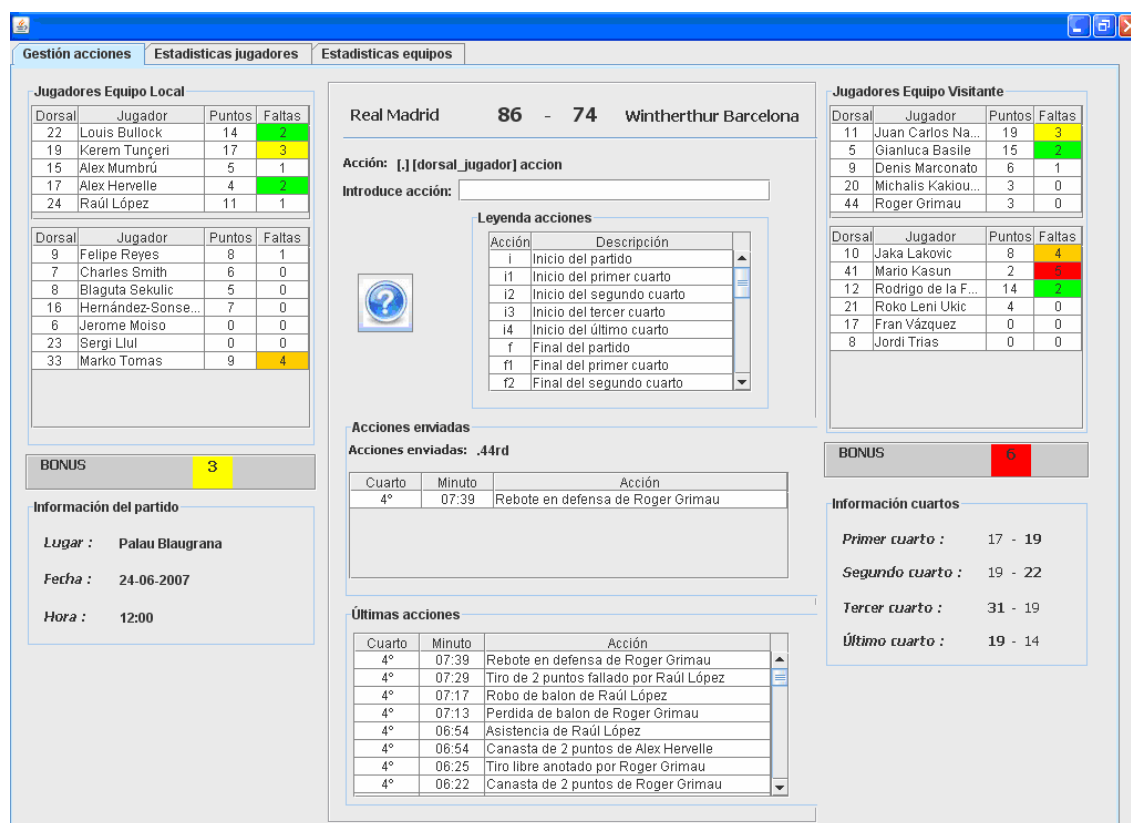 Gestión acciones Estadisticas jugadores Estadisticas equipos
Jugadores Equipo Local
Dorsal Jugador Puntos Faltas
22 Louis Bullock 14 2
19 Kerem Tunçeri 17 3
15 Alex Mumbrú 5 1
17 Alex Hervelle 4 2
24 Raúl López 11 1
Dorsal Jugador Puntos Faltas
9 Felipe Reyes 8 1
7 Charles Smith 6 0
8 Blaguta Sekulic 5 0
16 Hernández-Sonse... 7 0
6 Jerome Moiso 0 0
23 Sergi Llul 0 0
33 Marko Tomas 9 4
BONUS 3
Información del partido
Lugar : Palau Blaugrana
Fecha : 24-06-2007
Hora : 12:00
Real Madrid 86 - 74 Wintherthur Barcelona
Acción: [.] [dorsal_jugador] accion
Introduce acción:
Leyenda acciones
Acción Descripción
i Inicio del partido
i1 Inicio del primer cuarto
i2 Inicio del segundo cuarto
i3 Inicio del tercer cuarto
i4 Inicio del último cuarto
f Final del partido
f1 Final del primer cuarto
f2 Final del segundo cuarto
Acciones enviadas
Acciones enviadas: .44rd
Cuarto Minuto Acción
4° 07:39 Rebote en defensa de Roger Grimau
Últimas acciones
Cuarto Minuto Acción
4° 07:39 Rebote en defensa de Roger Grimau
4° 07:29 Tiro de 2 puntos fallado por Raúl López
4° 07:17 Robo de balon de Raúl López
4° 07:13 Perdida de balon de Roger Grimau
4° 06:54 Asistencia de Raúl López
4° 06:54 Canasta de 2 puntos de Alex Hervelle
4° 06:25 Tiro libre anotado por Roger Grimau
4° 06:22 Canasta de 2 puntos de Roger Grimau
Jugadores Equipo Visitante
Dorsal Jugador Puntos Faltas
11 Juan Carlos Na... 19 3
5 Gianluca Basile 15 2
9 Denis Marconato 6 1
20 Michalis Kakiou... 3 0
44 Roger Grimau 3 0
Dorsal Jugador Puntos Faltas
10 Jaka Lakovic 8 4
41 Mario Kasun 2 5
12 Rodrigo de la F... 14 2
21 Roko Leni Ukic 4 0
17 Fran Vázquez 0 0
8 Jordi Trias 0 0
BONUS 6
Información cuartos
Primer cuarto : 17 - 19
Segundo cuarto : 19 - 22
Tercer cuarto : 31 - 19
Último cuarto : 19 - 14